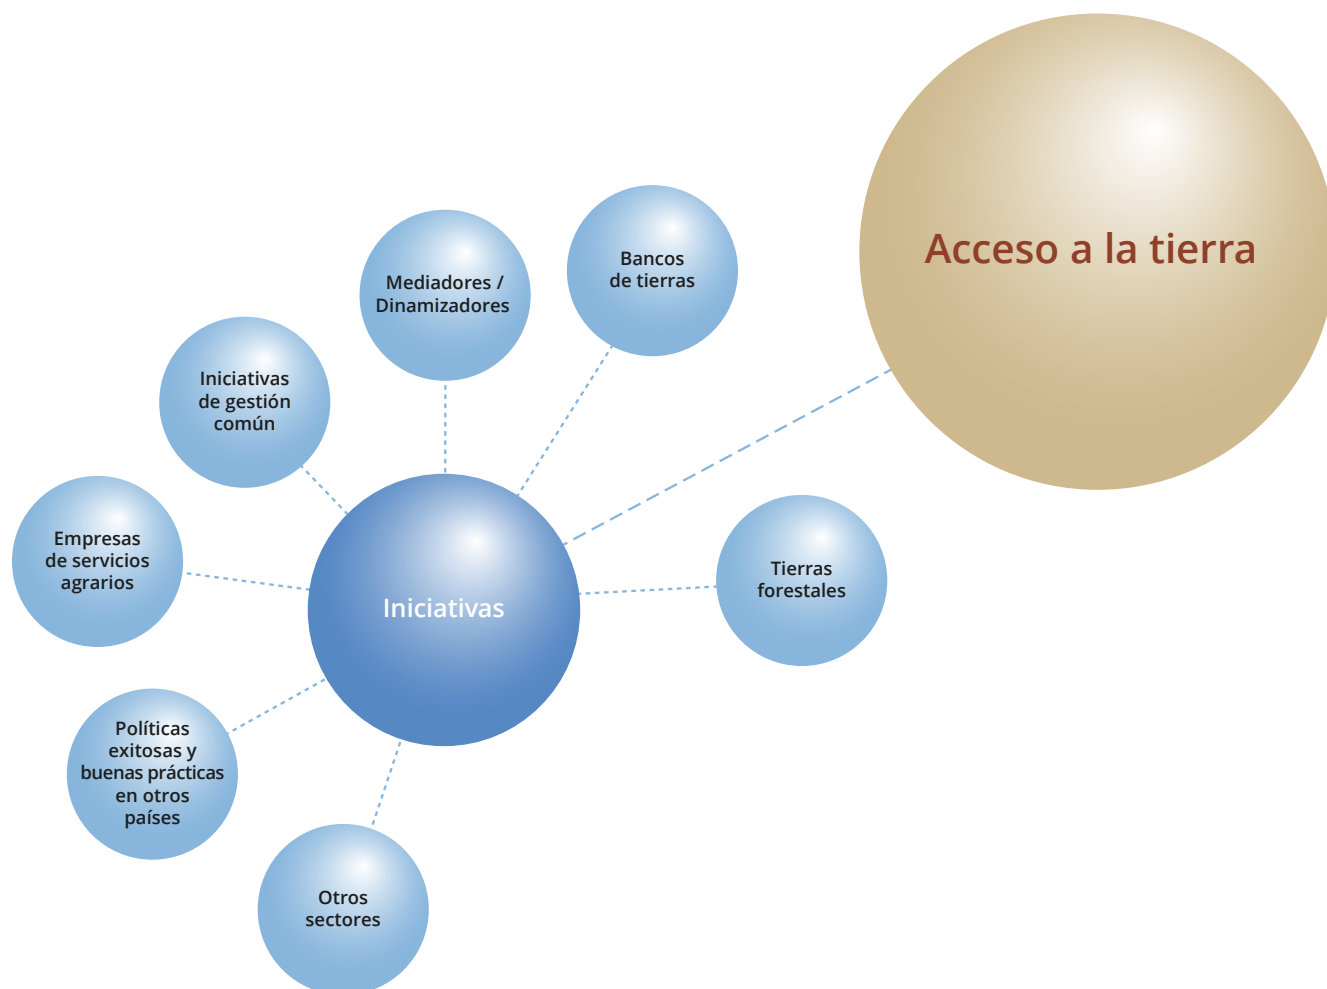 Acceso a la tierra
Bancos
de tierras
Mediadores /
Dinamizadores
Iniciativas
de gestión
común
Empresas
de servicios
agrarios
Iniciativas
Tierras
forestales
Políticas
exitosas y
buenas prácticas
en otros
países
Otros
sectores